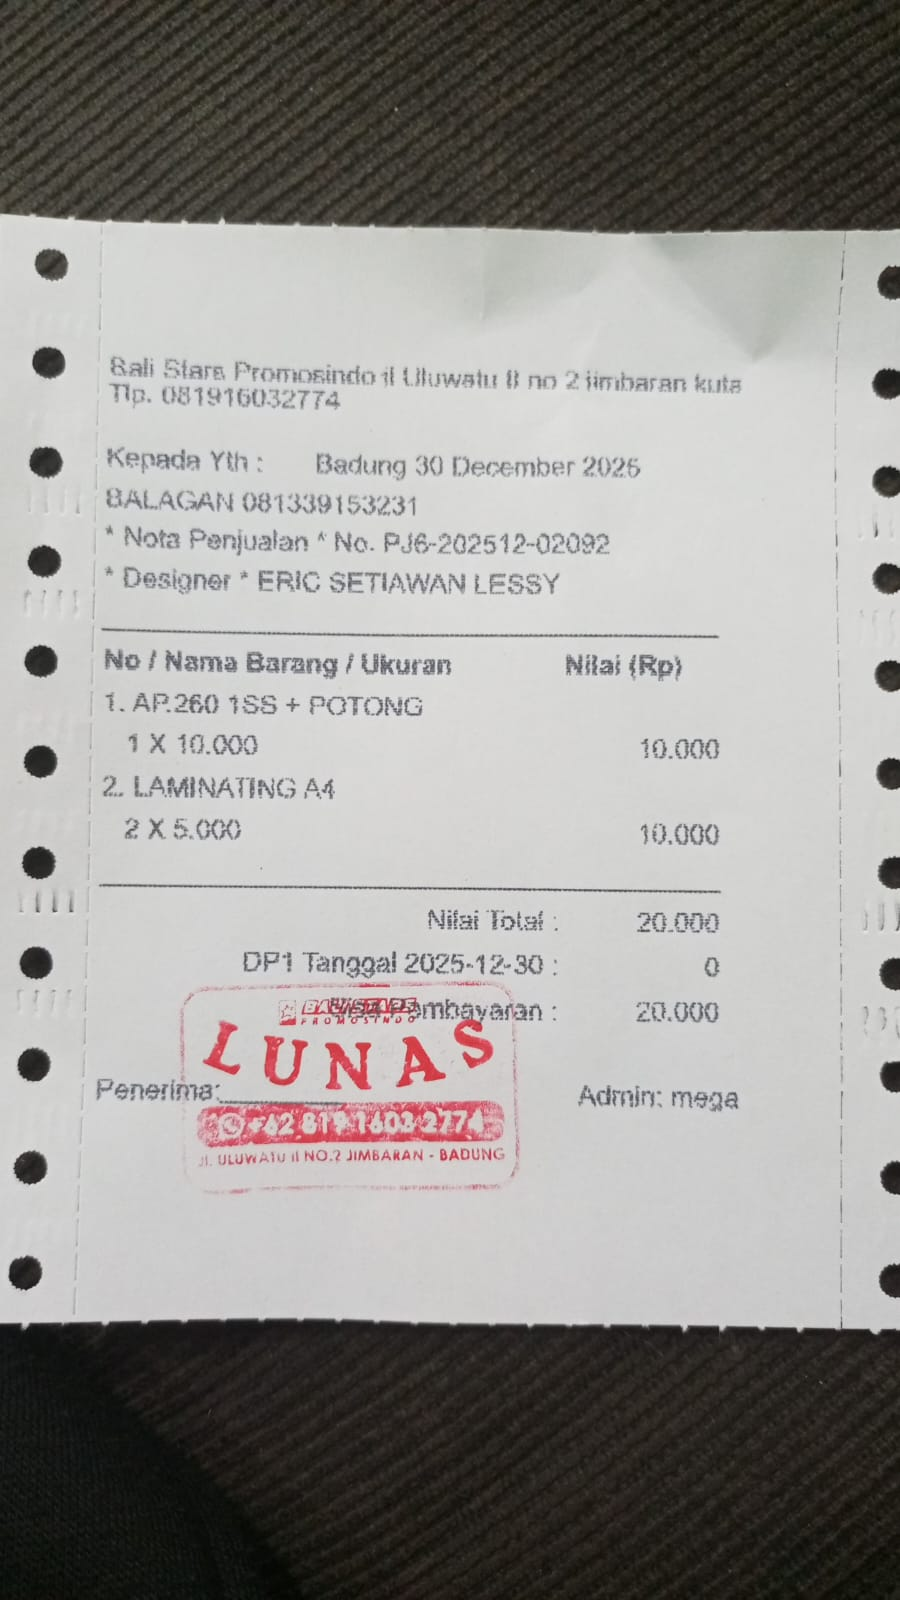 Bali Stars Promosindo jl Uluwatu II no 2 jimbaran kuta
Tlp. 081916032774
Kepada Yth : Badung 30 December 2025
BALAGAN 081339153231
* Nota Penjualan * No. PJ6-202512-02092
* Designer * ERIC SETIAWAN LESSY
No / Nama Barang / Ukuran Nilai (Rp)
1. AP.260 1SS + POTONG
1 X 10.000 10.000
2. LAMINATING A4
2 X 5.000 10.000
Nilai Total : 20.000
DP1 Tanggal 2025-12-30 : 0
Sisa Pembayaran : 20.000
BALISTARS
PROMOSINDO
LUNAS
Penerima: Admin: mega
+62 819 1603 2774
Jl. ULUWATU II NO.2 JIMBARAN - BADUNG